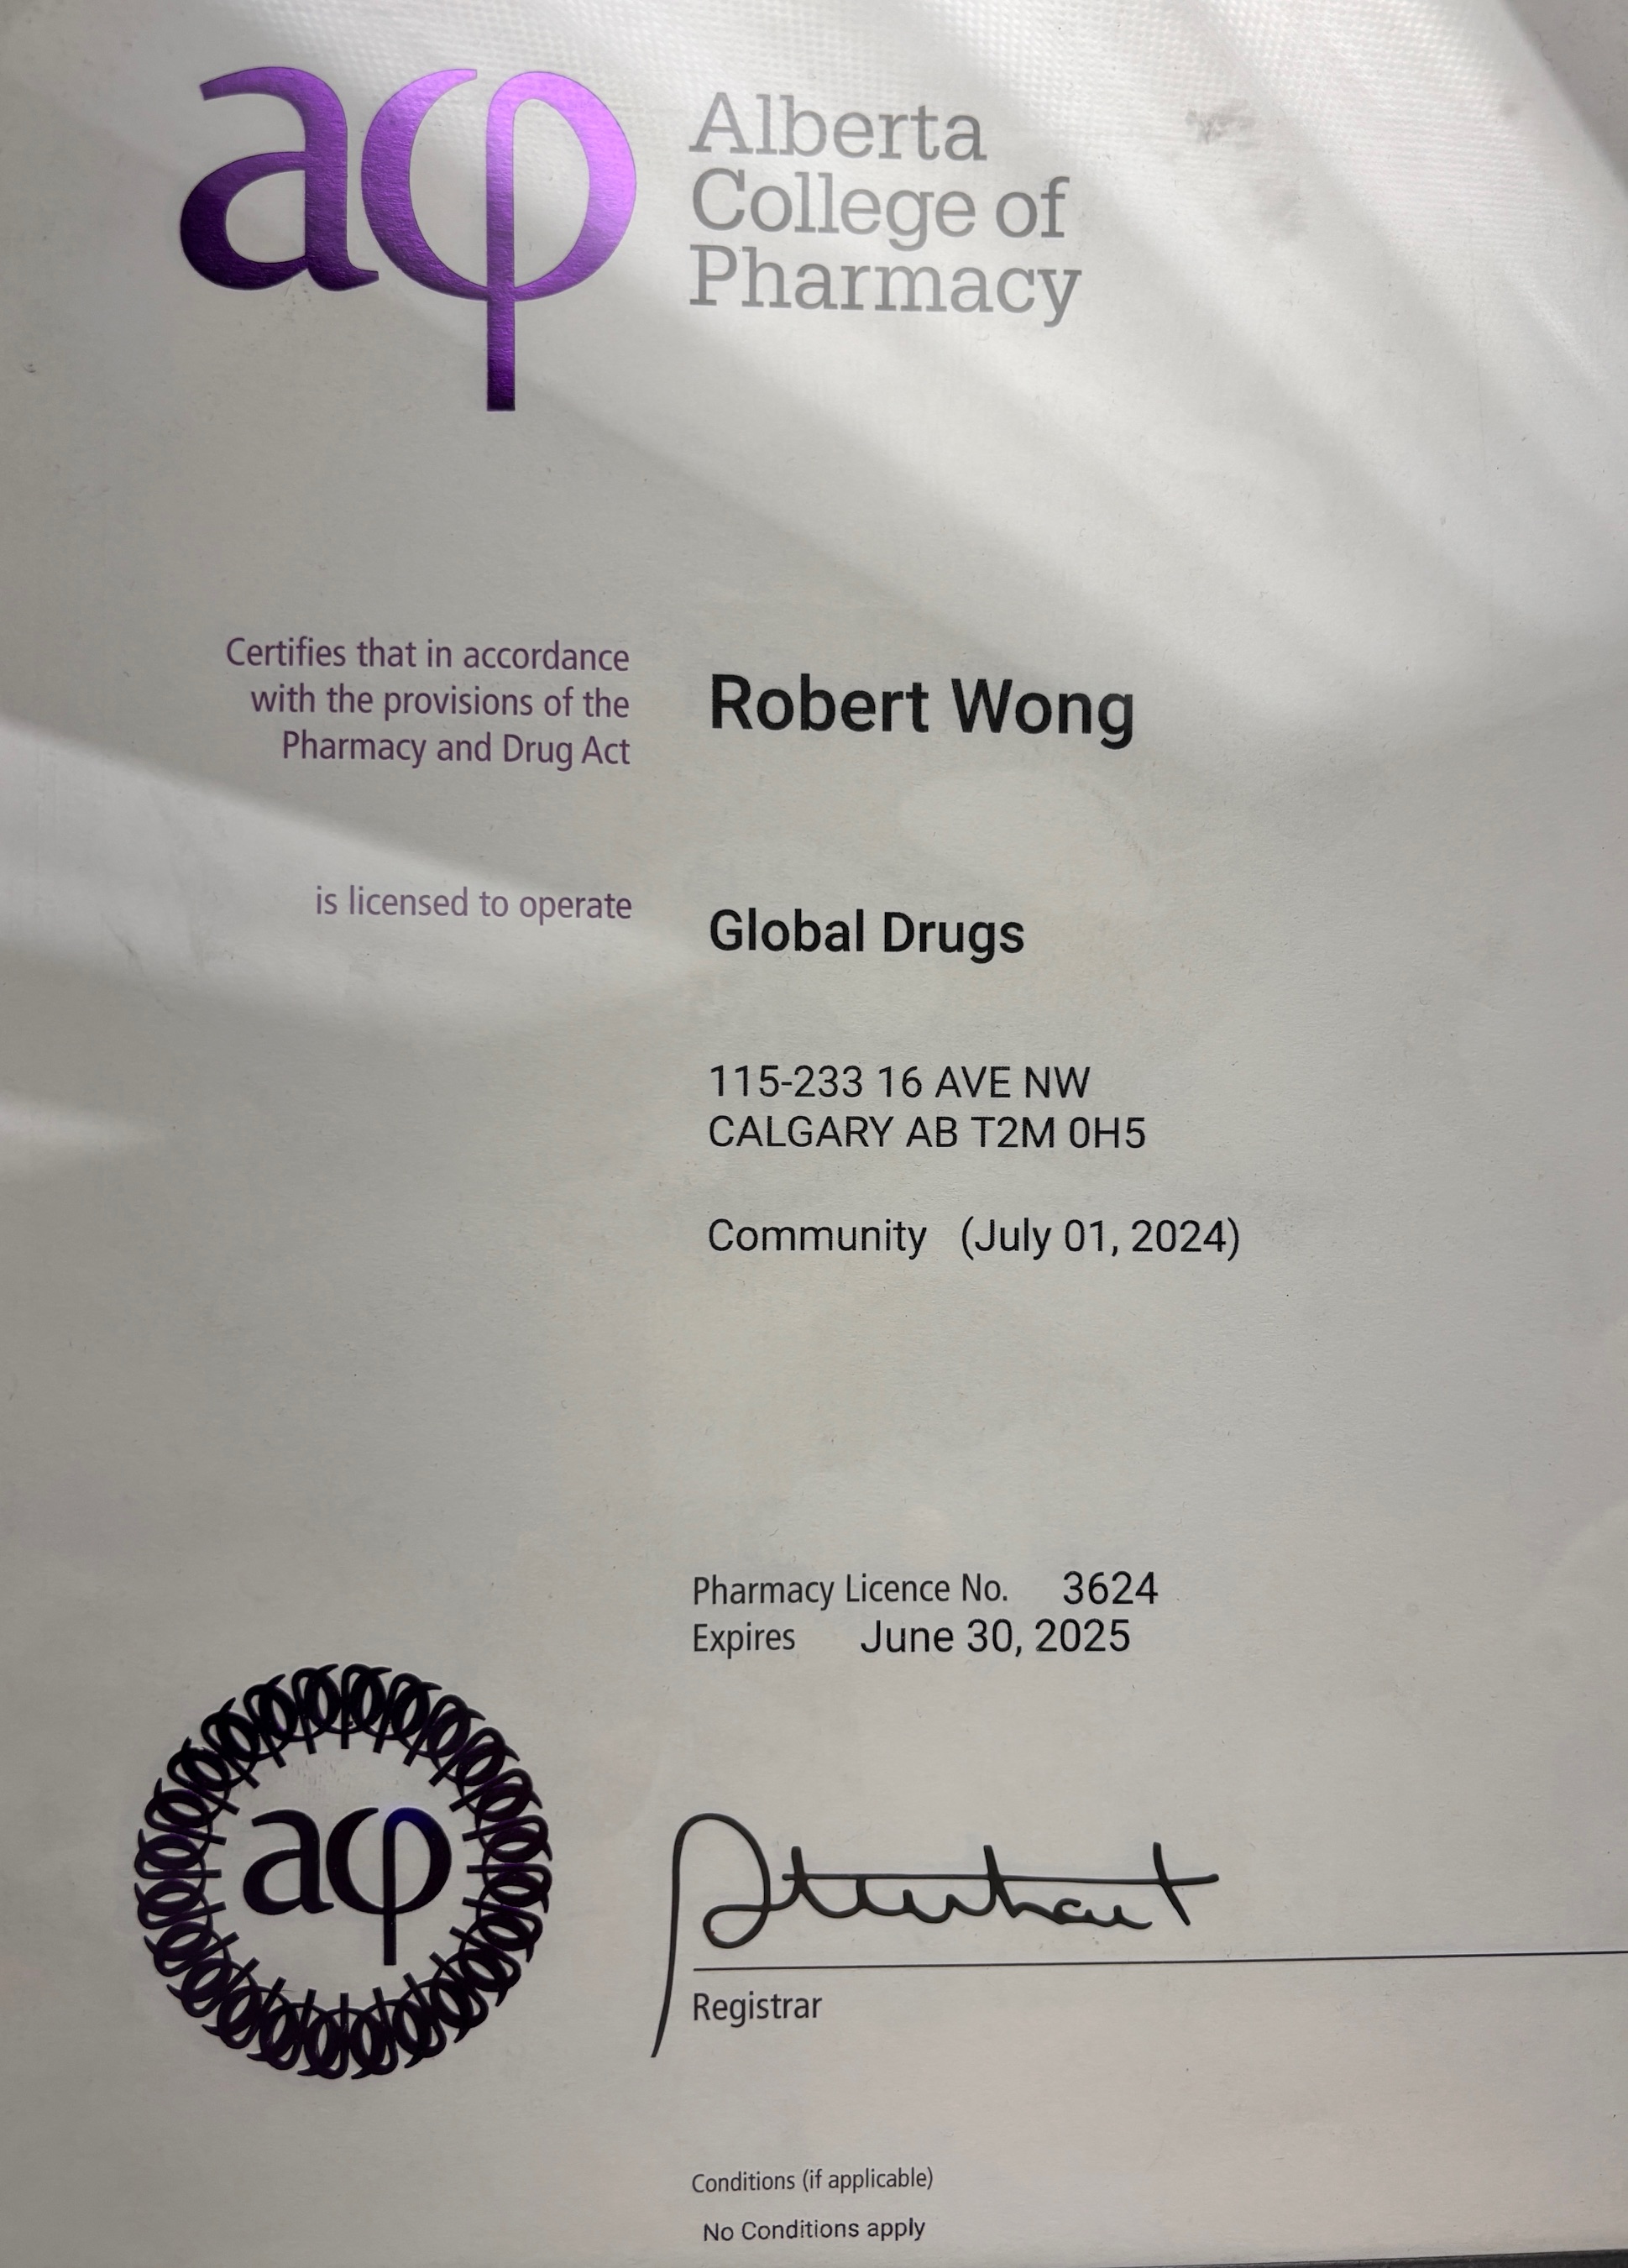 aφ
Alberta
College of
Pharmacy
Certifies that in accordance
with the provisions of the
Pharmacy and Drug Act
Robert Wong
is licensed to operate
Global Drugs
115-233 16 AVE NW
CALGARY AB T2M 0H5
Community (July 01, 2024)
Pharmacy Licence No. 3624
Expires June 30, 2025
aφ
Registrar
Conditions (if applicable)
No Conditions apply